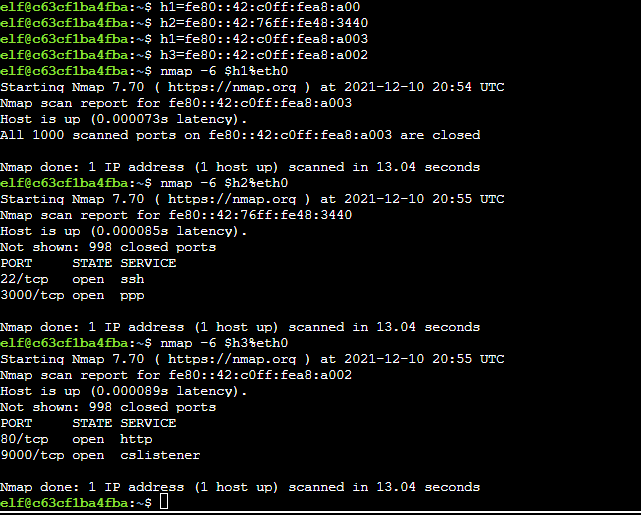 elf@c63cf1ba4fba:~$ h1=fe80::42:c0ff:fea8:a00
elf@c63cf1ba4fba:~$ h2=fe80::42:76ff:fe48:3440
elf@c63cf1ba4fba:~$ h1=fe80::42:c0ff:fea8:a003
elf@c63cf1ba4fba:~$ h3=fe80::42:c0ff:fea8:a002
elf@c63cf1ba4fba:~$ nmap -6 $h1%eth0
Starting Nmap 7.70 ( https://nmap.org ) at 2021-12-10 20:54 UTC
Nmap scan report for fe80::42:c0ff:fea8:a003
Host is up (0.000073s latency).
All 1000 scanned ports on fe80::42:c0ff:fea8:a003 are closed
Nmap done: 1 IP address (1 host up) scanned in 13.04 seconds
elf@c63cf1ba4fba:~$ nmap -6 $h2%eth0
Starting Nmap 7.70 ( https://nmap.org ) at 2021-12-10 20:55 UTC
Nmap scan report for fe80::42:76ff:fe48:3440
Host is up (0.000085s latency).
Not shown: 998 closed ports
PORT     STATE SERVICE
22/tcp   open  ssh
3000/tcp open  ppp
Nmap done: 1 IP address (1 host up) scanned in 13.04 seconds
elf@c63cf1ba4fba:~$ nmap -6 $h3%eth0
Starting Nmap 7.70 ( https://nmap.org ) at 2021-12-10 20:55 UTC
Nmap scan report for fe80::42:c0ff:fea8:a002
Host is up (0.000089s latency).
Not shown: 998 closed ports
PORT     STATE SERVICE
80/tcp   open  http
9000/tcp open  cslistener
Nmap done: 1 IP address (1 host up) scanned in 13.04 seconds
elf@c63cf1ba4fba:~$